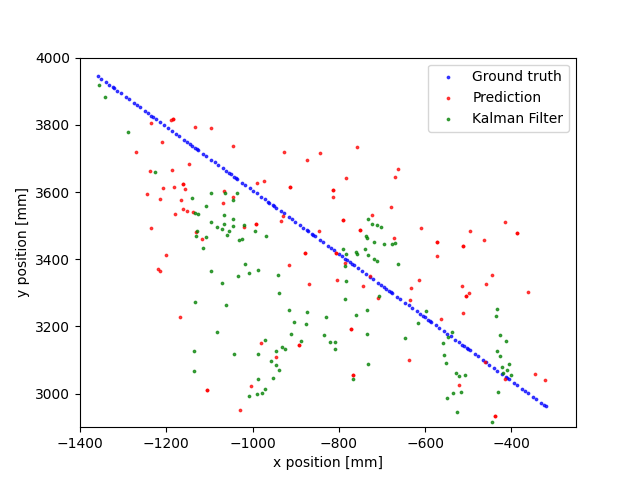 4000
3800
3600
3400
3200
3000
y position [mm]
Ground truth
Prediction
Kalman Filter
−1400 −1200 −1000 −800 −600 −400
x position [mm]